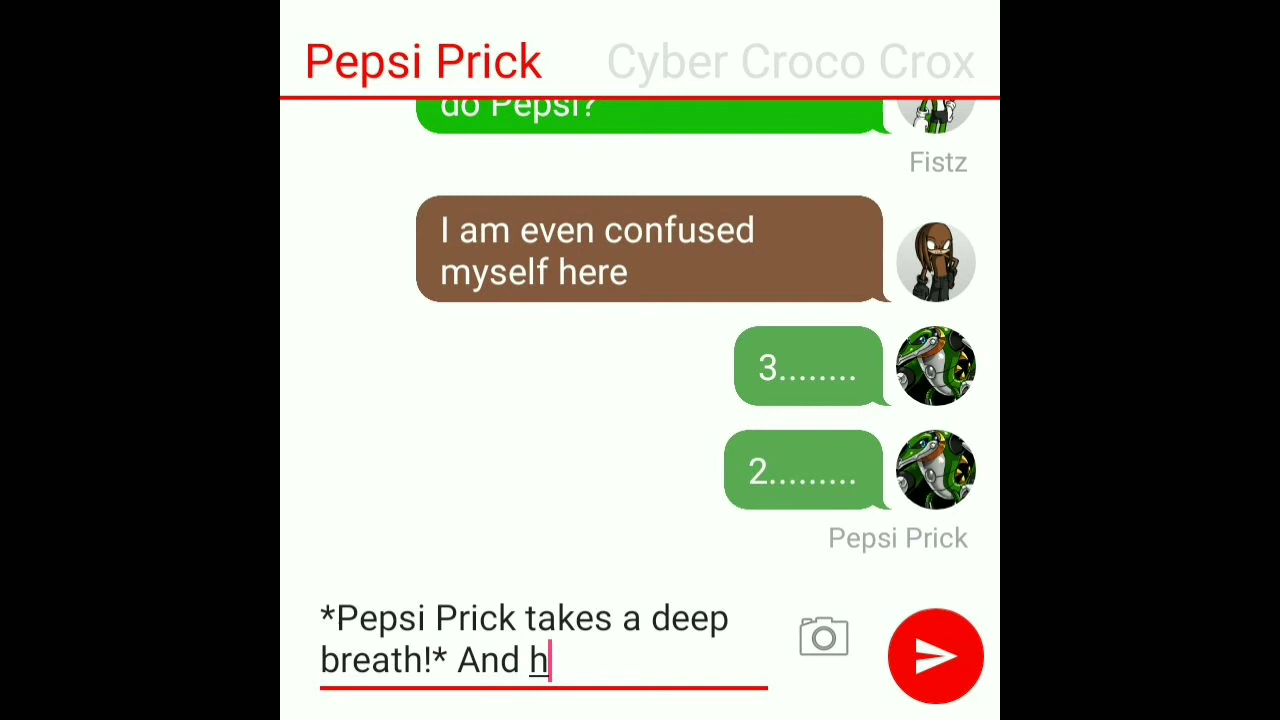 Pepsi Prick Cyber Croco Crox
do Pepsi?
Fistz
I am even confused
myself here
3........
2.........
Pepsi Prick
*Pepsi Prick takes a deep
breath!* And h